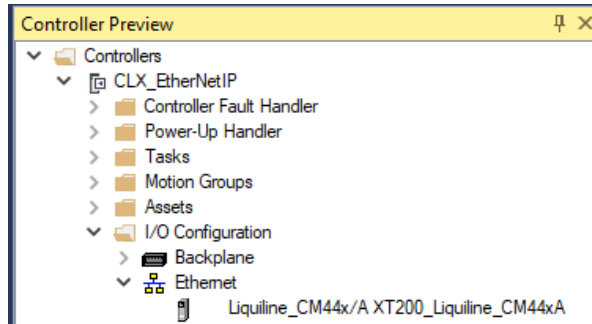 Controller Preview
Controllers
CLX_EtherNetIP
Controller Fault Handler
Power-Up Handler
Tasks
Motion Groups
Assets
I/O Configuration
Backplane
Ethernet
Liquiline_CM44x/A XT200_Liquiline_CM44xA